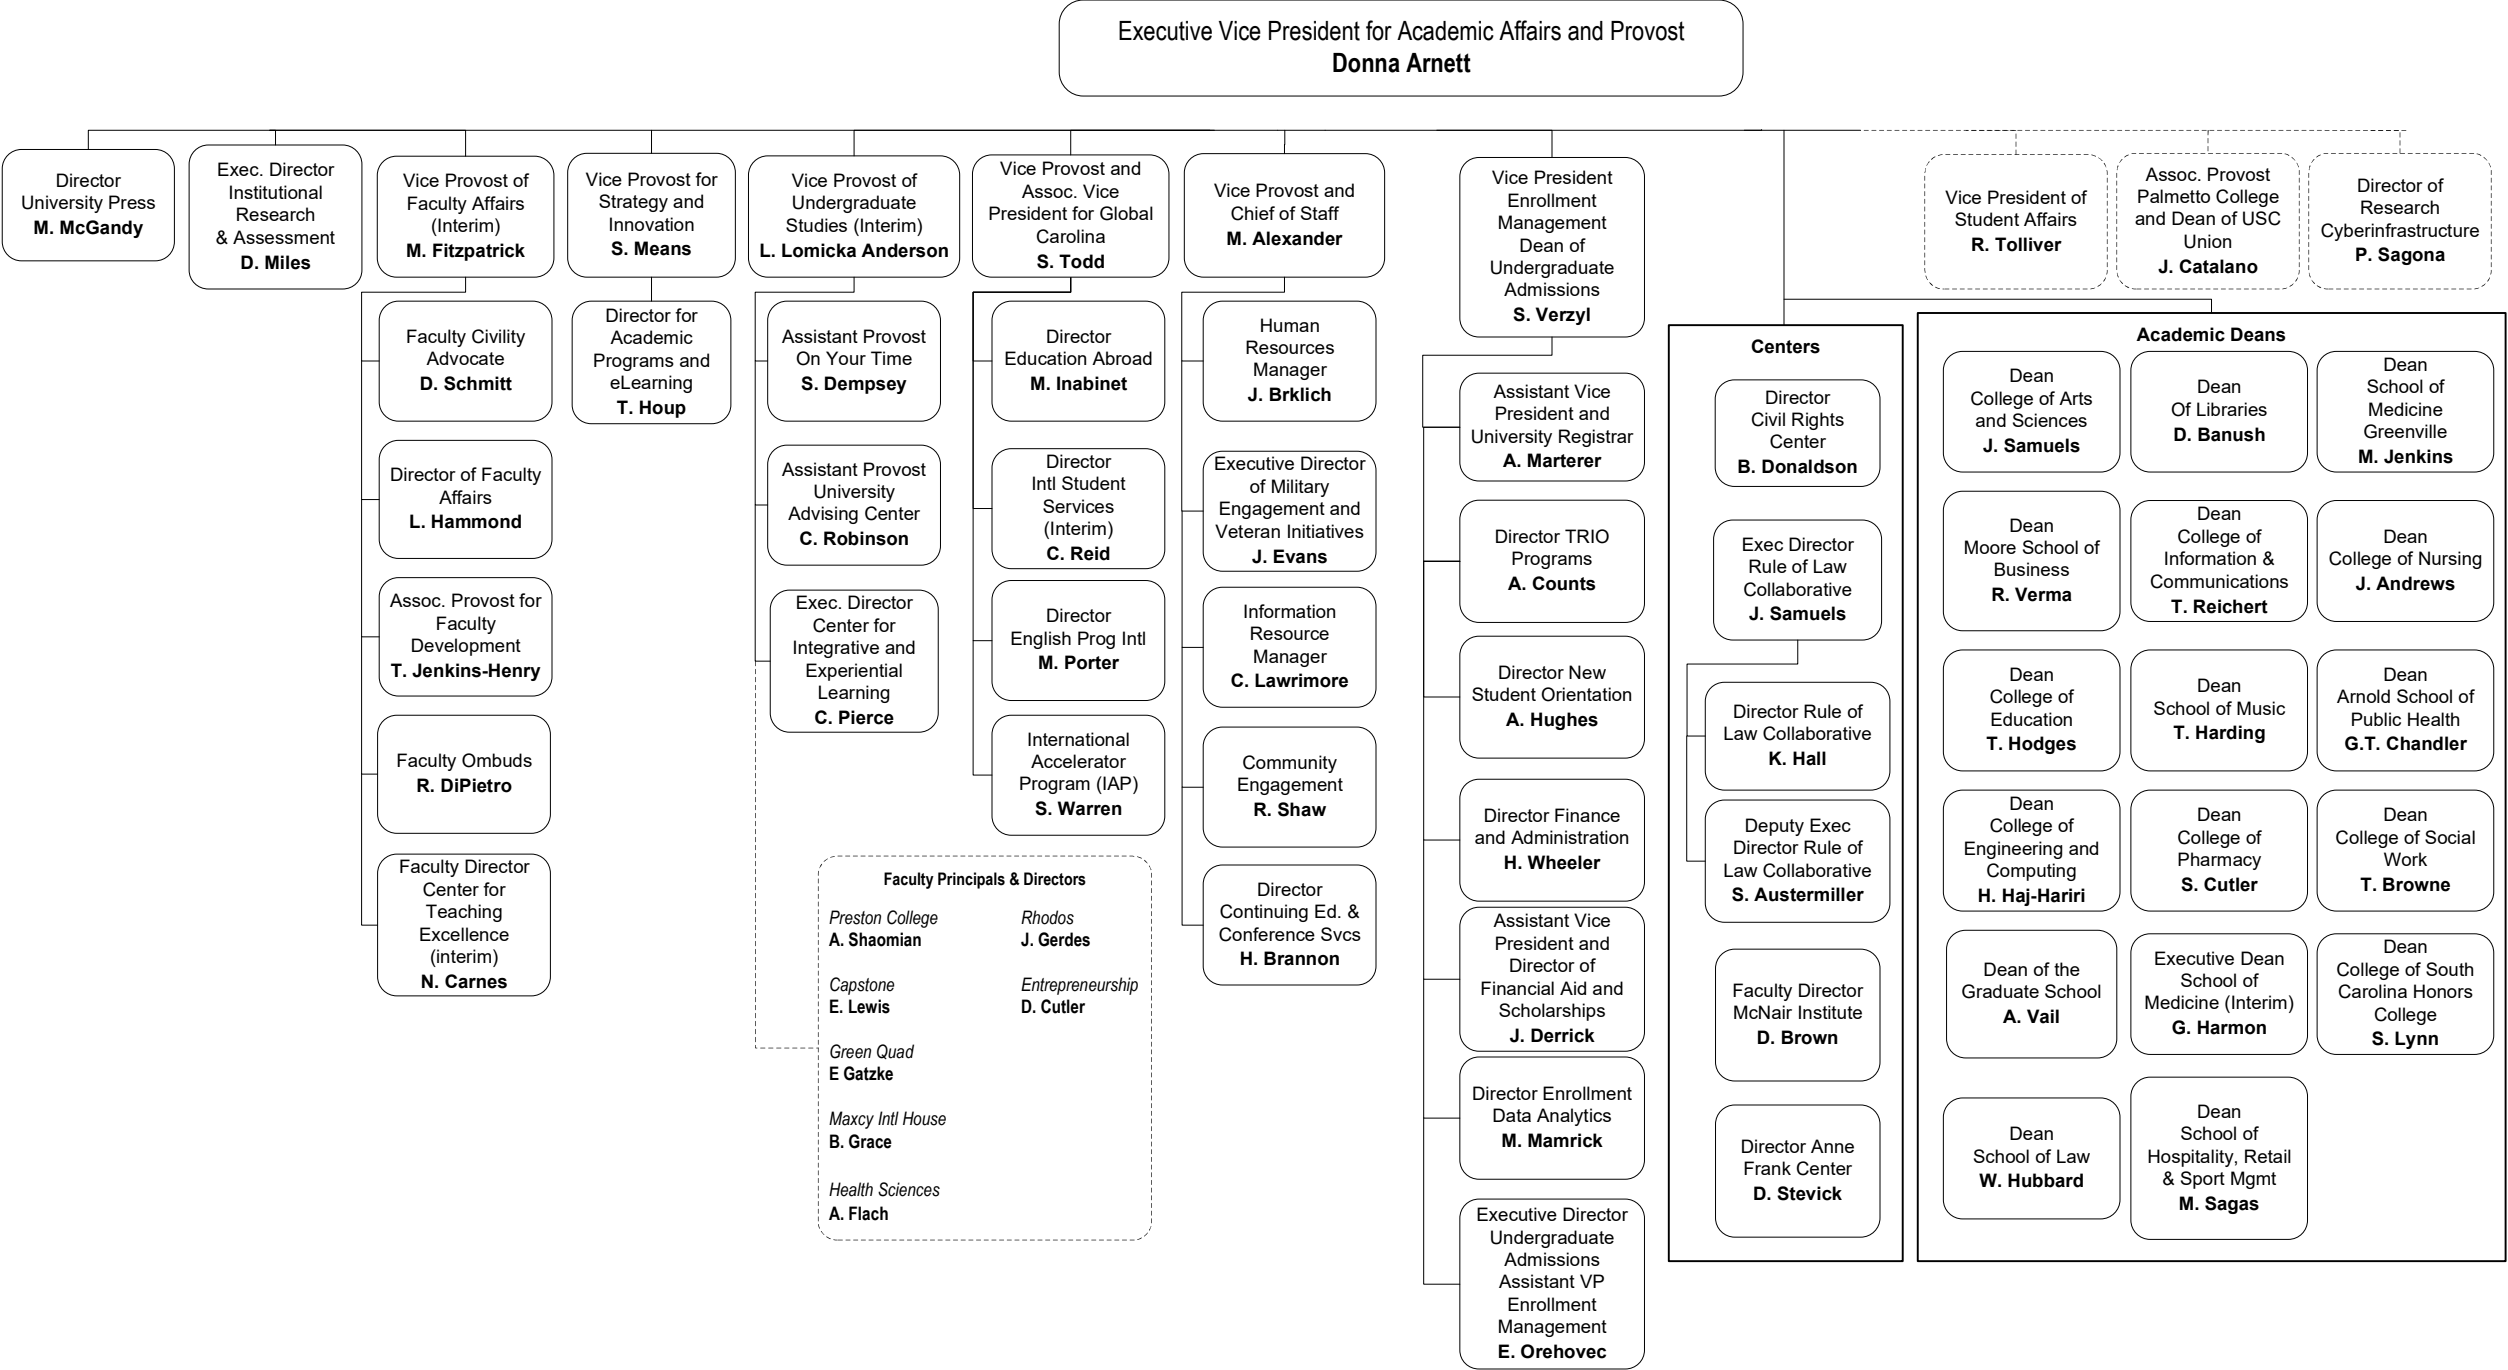 Executive Vice President for Academic Affairs and Provost
Donna Arnett
Director
University Press
M. McGandy
Exec. Director
Institutional
Research
& Assessment
D. Miles
Vice Provost of
Faculty Affairs
(Interim)
M. Fitzpatrick
Faculty Civility
Advocate
D. Schmitt
Director of Faculty
Affairs
L. Hammond
Assoc. Provost for
Faculty
Development
T. Jenkins-Henry
Faculty Ombuds
R. DiPietro
Faculty Director
Center for
Teaching
Excellence
(interim)
N. Carnes
Vice Provost for
Strategy and
Innovation
S. Means
Director for
Academic
Programs and
eLearning
T. Houp
Vice Provost of
Undergraduate
Studies (Interim)
L. Lomicka Anderson
Assistant Provost
On Your Time
S. Dempsey
Assistant Provost
University
Advising Center
C. Robinson
Exec. Director
Center for
Integrative and
Experiential
Learning
C. Pierce
Faculty Principals & Directors
Preston College
A. Shaomian
Capstone
E. Lewis
Green Quad
E Gatzke
Maxcy Intl House
B. Grace
Health Sciences
A. Flach
Rhodos
J. Gerdes
Entrepreneurship
D. Cutler
Vice Provost and
Assoc. Vice
President for Global
Carolina
S. Todd
Director
Education Abroad
M. Inabinet
Director
Intl Student
Services
(Interim)
C. Reid
Director
English Prog Intl
M. Porter
International
Accelerator
Program (IAP)
S. Warren
Vice Provost and
Chief of Staff
M. Alexander
Human
Resources
Manager
J. Brklich
Executive Director
of Military
Engagement and
Veteran Initiatives
J. Evans
Information
Resource
Manager
C. Lawrimore
Community
Engagement
R. Shaw
Director
Continuing Ed. &
Conference Svcs
H. Brannon
Vice President
Enrollment
Management
Dean of
Undergraduate
Admissions
S. Verzyl
Assistant Vice
President and
University Registrar
A. Marterer
Director TRIO
Programs
A. Counts
Director New
Student Orientation
A. Hughes
Director Finance
and Administration
H. Wheeler
Assistant Vice
President and
Director of
Financial Aid and
Scholarships
J. Derrick
Director Enrollment
Data Analytics
M. Mamrick
Executive Director
Undergraduate
Admissions
Assistant VP
Enrollment
Management
E. Orehovec
Centers
Director
Civil Rights
Center
B. Donaldson
Exec Director
Rule of Law
Collaborative
J. Samuels
Director Rule of
Law Collaborative
K. Hall
Deputy Exec
Director Rule of
Law Collaborative
S. Austermiller
Faculty Director
McNair Institute
D. Brown
Director Anne
Frank Center
D. Stevick
Vice President of
Student Affairs
R. Tolliver
Assoc. Provost
Palmetto College
and Dean of USC
Union
J. Catalano
Director of
Research
Cyberinfrastructure
P. Sagona
Academic Deans
Dean
College of Arts
and Sciences
J. Samuels
Dean
Of Libraries
D. Banush
Dean
School of
Medicine
Greenville
M. Jenkins
Dean
Moore School of
Business
R. Verma
Dean
College of
Information &
Communications
T. Reichert
Dean
College of Nursing
J. Andrews
Dean
College of
Education
T. Hodges
Dean
School of Music
T. Harding
Dean
Arnold School of
Public Health
G.T. Chandler
Dean
College of
Engineering and
Computing
H. Haj-Hariri
Dean
College of
Pharmacy
S. Cutler
Dean
College of Social
Work
T. Browne
Dean of the
Graduate School
A. Vail
Executive Dean
School of
Medicine (Interim)
G. Harmon
Dean
College of South
Carolina Honors
College
S. Lynn
Dean
School of Law
W. Hubbard
Dean
School of
Hospitality, Retail
& Sport Mgmt
M. Sagas